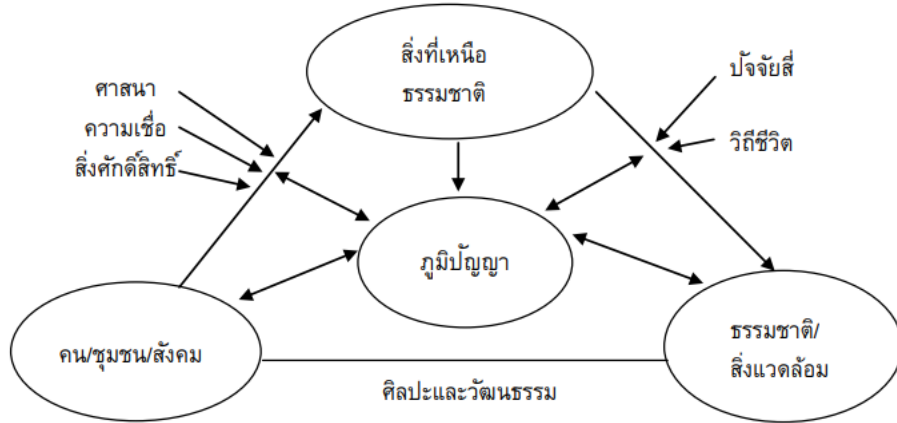 สิ่งที่เหนือ
ธรรมชาติ
ศาสนา
ความเชื่อ
สิ่งศักดิ์สิทธิ์
ปัจจัยสี่
วิถีชีวิต
ภูมิปัญญา
คน/ชุมชน/สังคม
ธรรมชาติ/
สิ่งแวดล้อม
ศิลปะและวัฒนธรรม